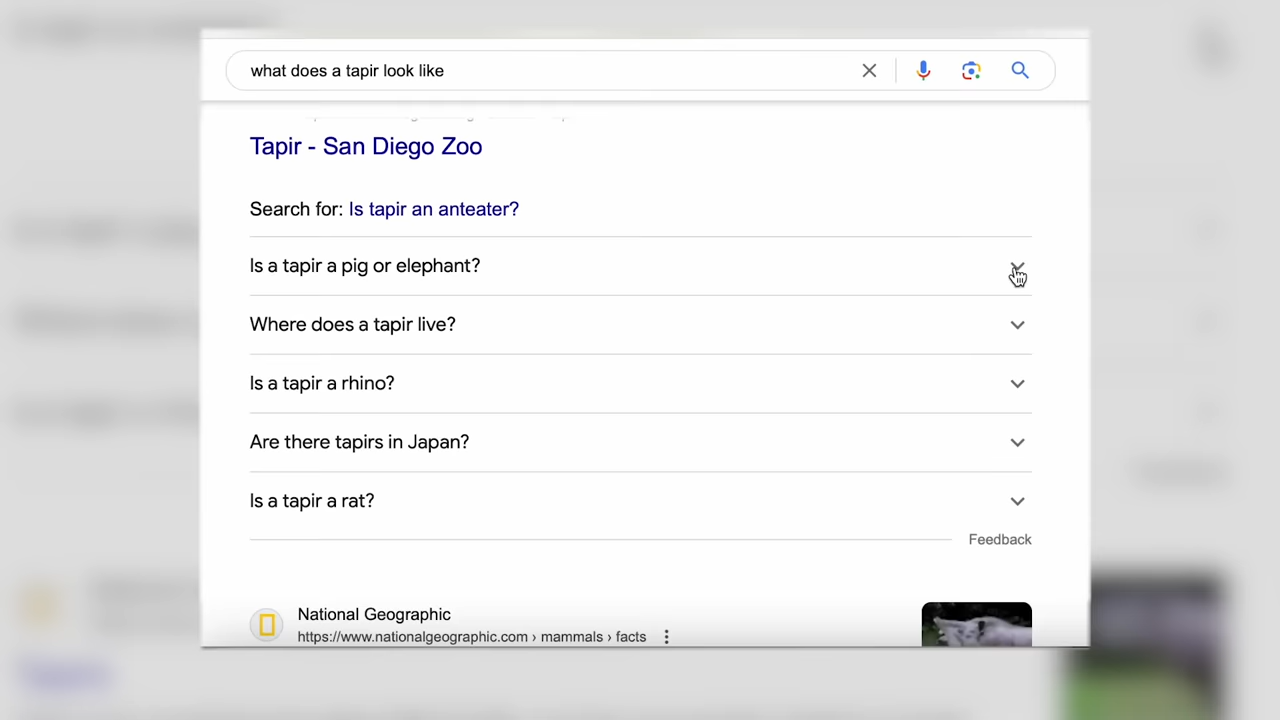 what does a tapir look like
Tapir - San Diego Zoo
Search for: Is tapir an anteater?
Is a tapir a pig or elephant?
Where does a tapir live?
Is a tapir a rhino?
Are there tapirs in Japan?
Is a tapir a rat?
Feedback
National Geographic
https://www.nationalgeographic.com › mammals › facts